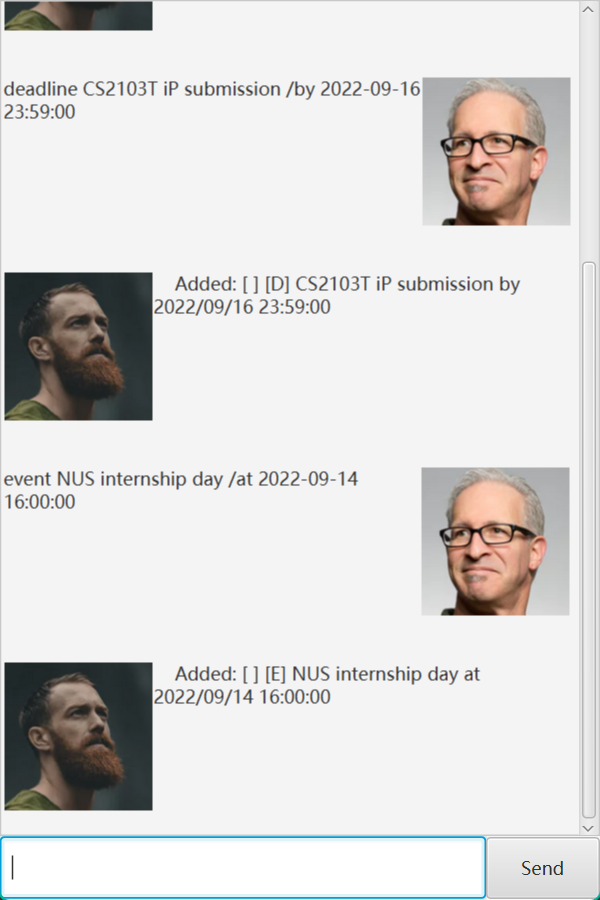 deadline CS2103T iP submission /by 2022-09-16
23:59:00
Added: [ ] [D] CS2103T iP submission by
2022/09/16 23:59:00
event NUS internship day /at 2022-09-14
16:00:00
Added: [ ] [E] NUS internship day at
2022/09/14 16:00:00
Send